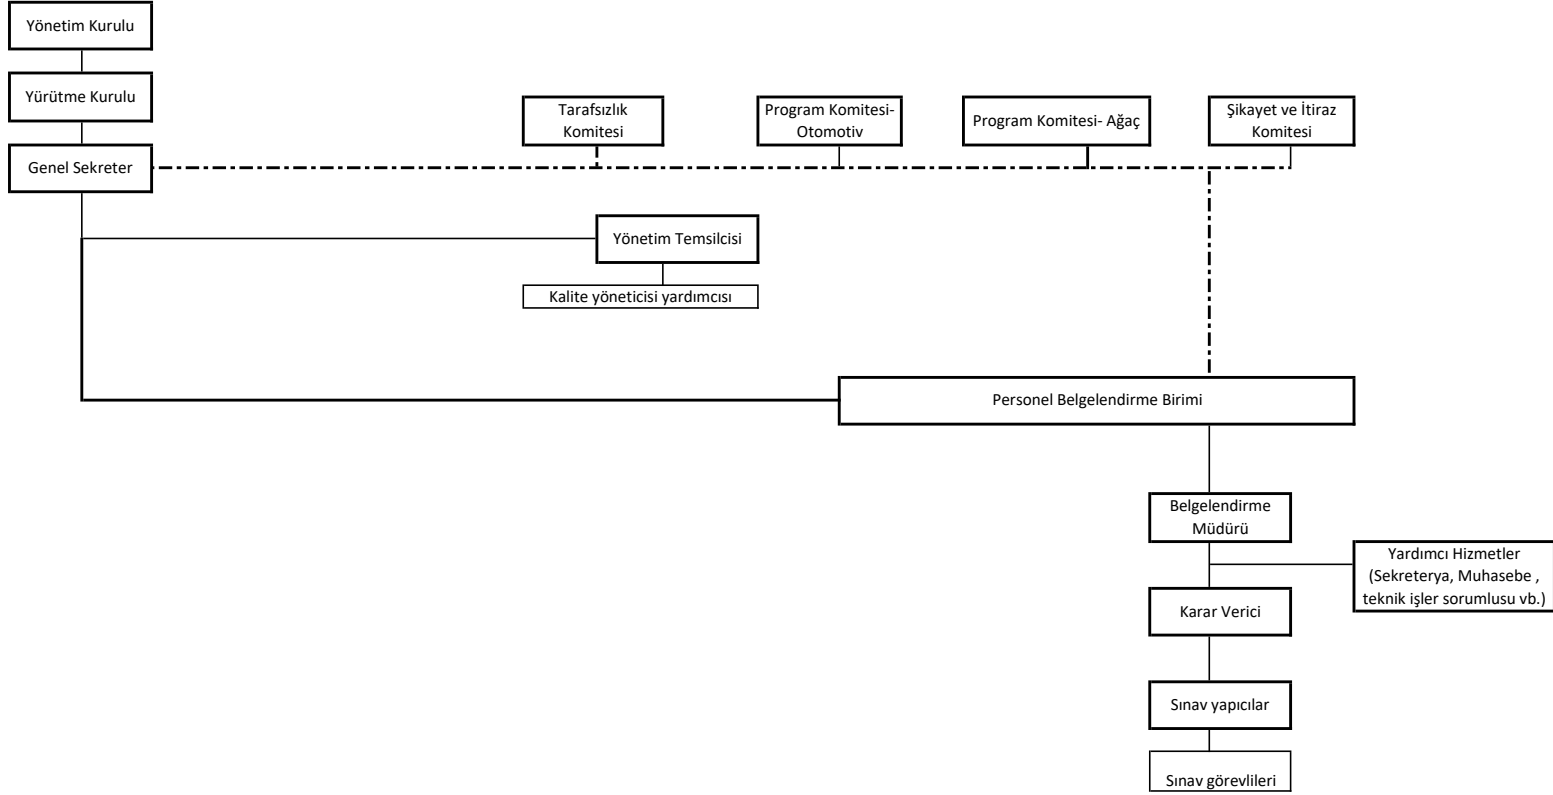 Yönetim Kurulu
Yürütme Kurulu
Genel Sekreter
Tarafsızlık
Komitesi
Program Komitesi-
Otomotiv
Program Komitesi- Ağaç
Şikayet ve İtiraz
Komitesi
Yönetim Temsilcisi
Kalite yöneticisi yardımcısı
Personel Belgelendirme Birimi
Belgelendirme
Müdürü
Yardımcı Hizmetler
(Sekreterya, Muhasebe ,
teknik işler sorumlusu vb.)
Karar Verici
Sınav yapıcılar
Sınav görevlileri